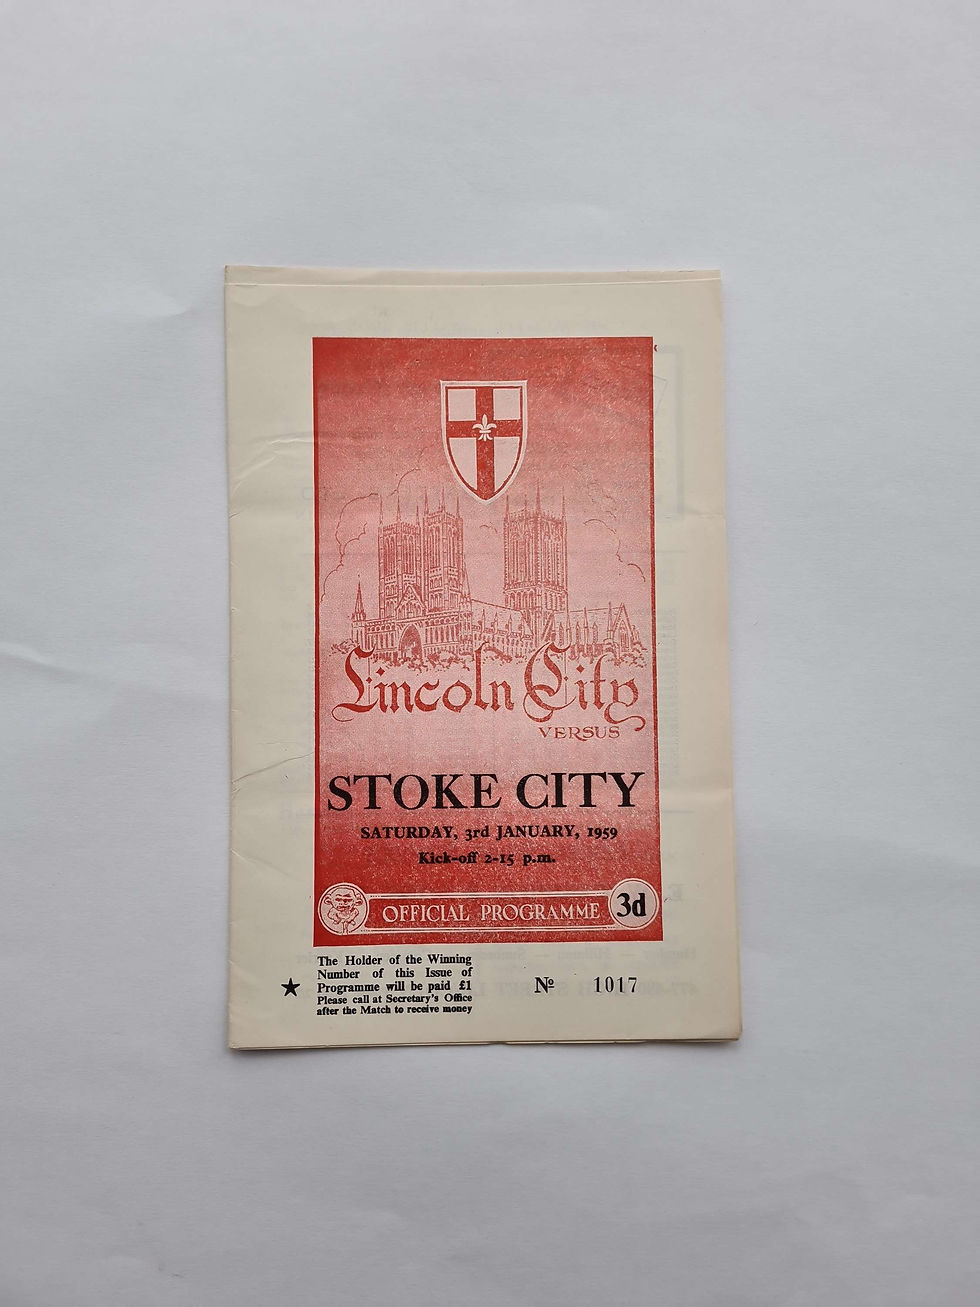 Lincoln City
VERSUS
STOKE CITY
SATURDAY, 3rd JANUARY, 1959
Kick-off 2-15 p.m.
OFFICIAL PROGRAMME 3d
The Holder of the Winning
Number of this Issue of
★ Programme will be paid £1
Please call at Secretary's Office
after the Match to receive money
№ 1017